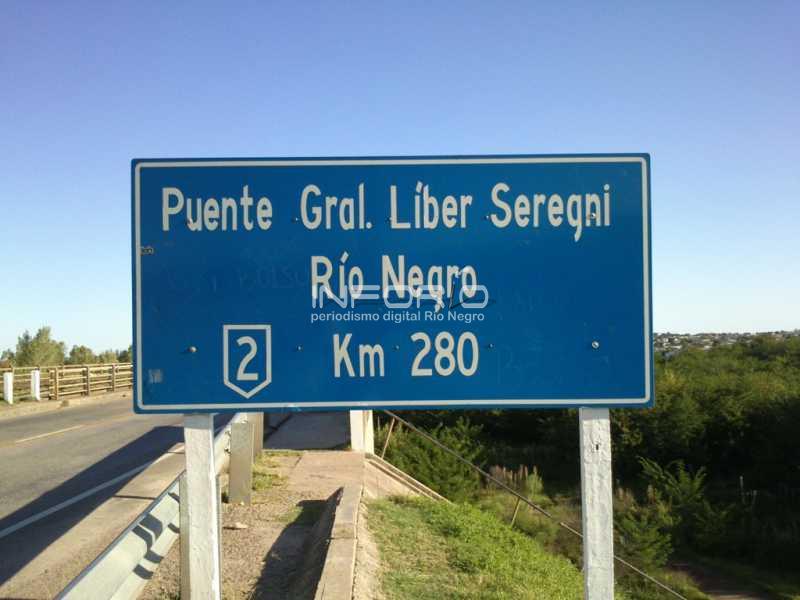 Puente Gral. Líber Seregni
Río Negro
INFORIO
periodismo digital Río Negro
2
Km 280